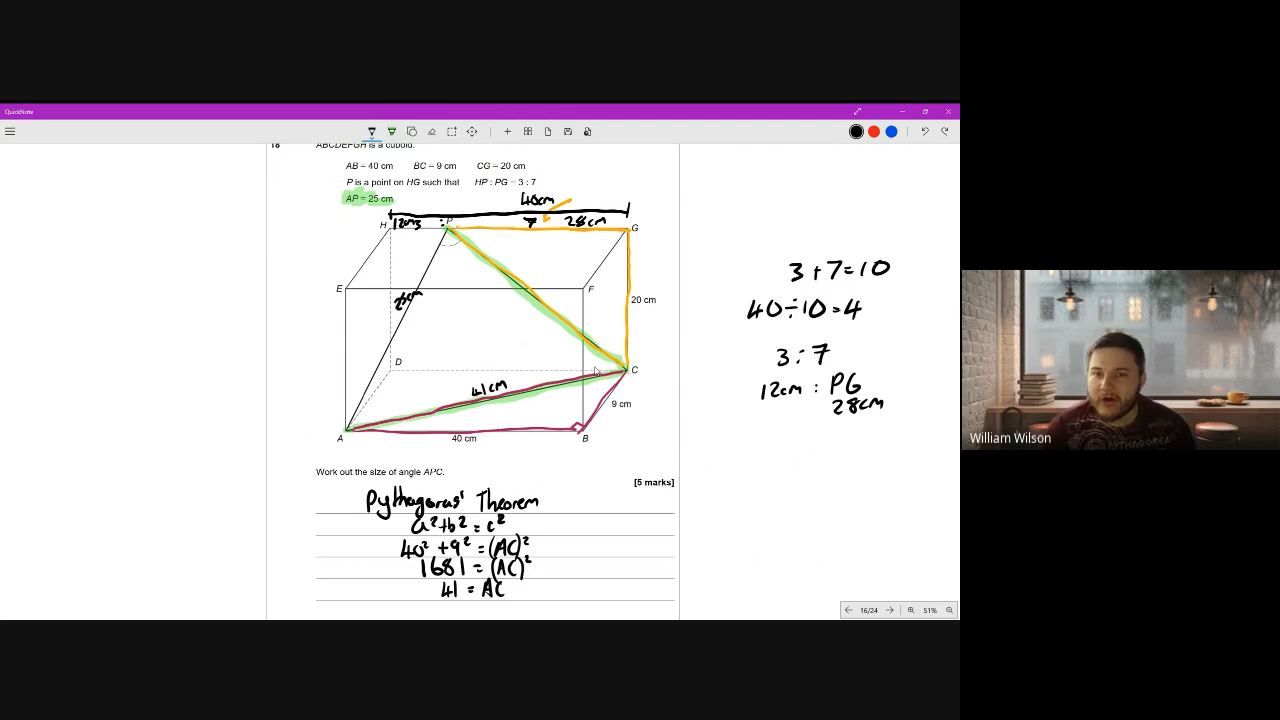 QuickNote
18 ABCDEFGH is a cuboid.
AB = 40 cm BC = 9 cm CG = 20 cm
P is a point on HG such that HP : PG = 3 : 7
AP = 25 cm
40cm
12cm 3 : 7 28cm
H P G
25cm
E F
20 cm
D
C
41cm
9 cm
A 40 cm B
Work out the size of angle APC.
[5 marks]
Pythagoras' Theorem
a²+b² = c²
40² + 9² = (AC)²
1681 = (AC)²
41 = AC
3 + 7 = 10
40 ÷ 10 = 4
3 : 7
12cm : PG
28cm
16/24 51%
William Wilson
PYTHAGOREA